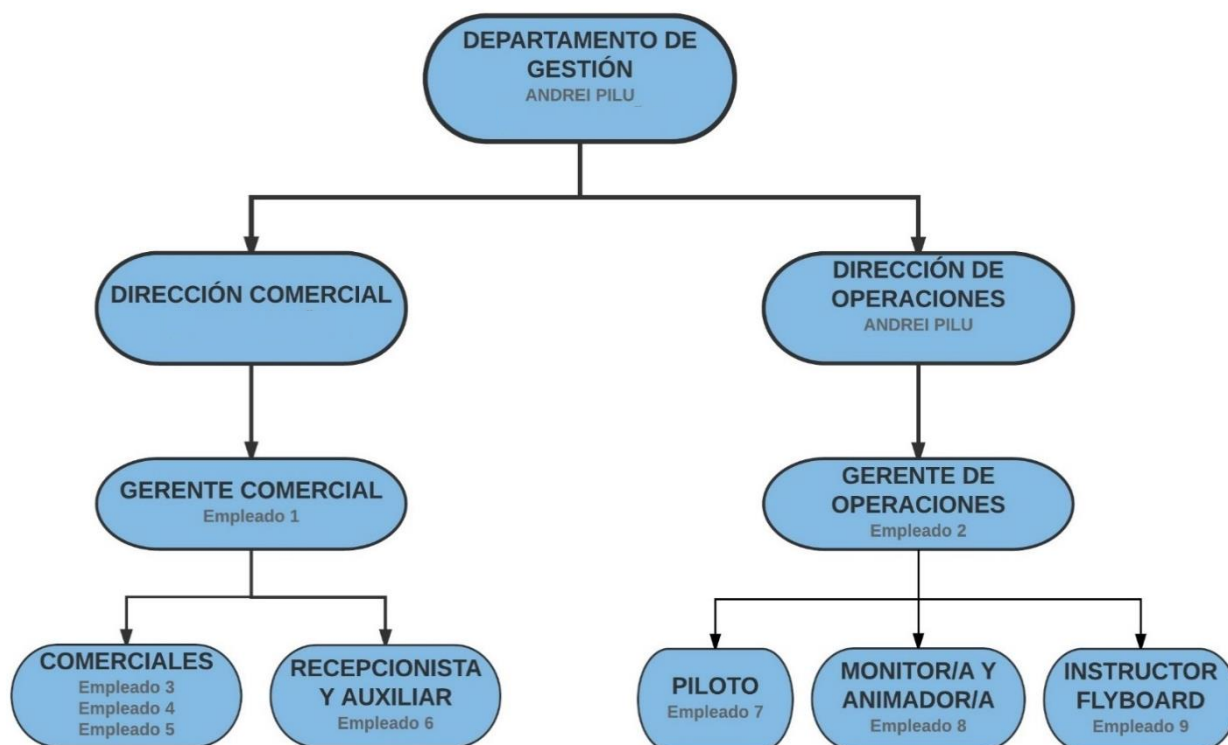 DEPARTAMENTO DE
GESTIÓN
ANDREI PILU
DIRECCIÓN COMERCIAL
DIRECCIÓN DE
OPERACIONES
ANDREI PILU
GERENTE COMERCIAL
Empleado 1
GERENTE DE
OPERACIONES
Empleado 2
COMERCIALES
Empleado 3
Empleado 4
Empleado 5
RECEPCIONISTA
Y AUXILIAR
Empleado 6
PILOTO
Empleado 7
MONITOR/A Y
ANIMADOR/A
Empleado 8
INSTRUCTOR
FLYBOARD
Empleado 9